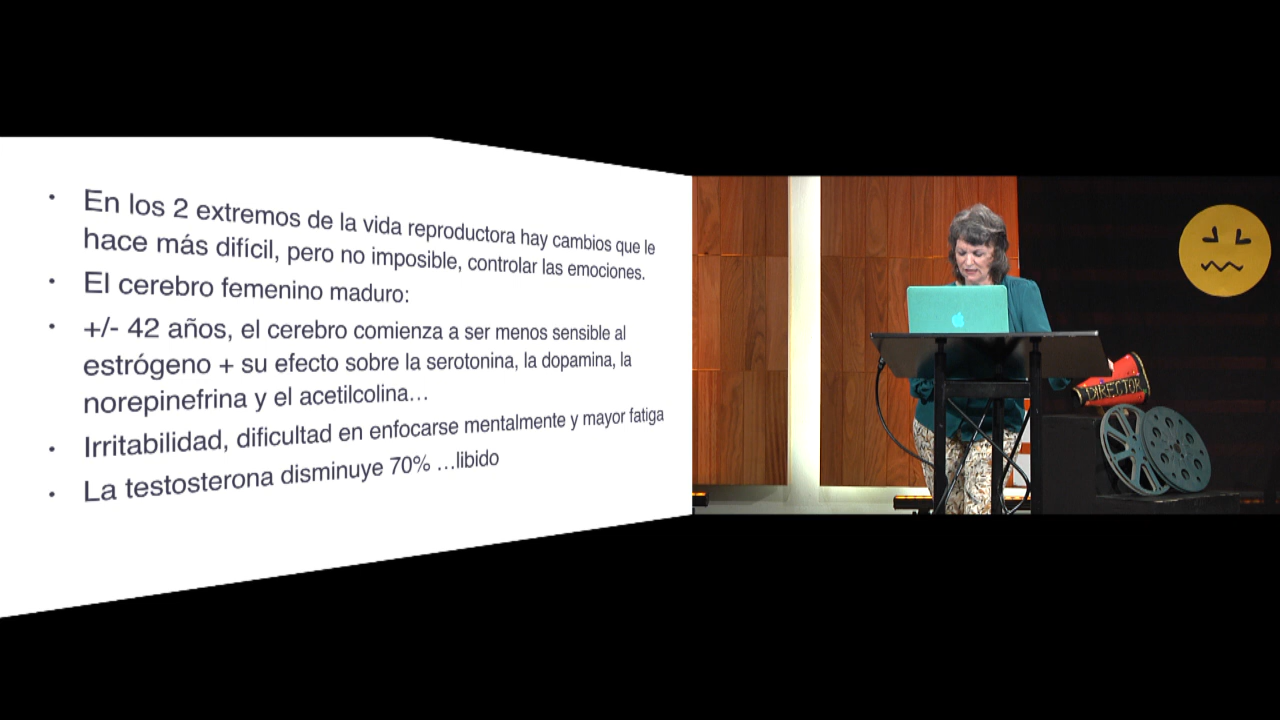 • En los 2 extremos de la vida reproductora hay cambios que le
hace más difícil, pero no imposible, controlar las emociones.
• El cerebro femenino maduro:
• +/- 42 años, el cerebro comienza a ser menos sensible al
estrógeno + su efecto sobre la serotonina, la dopamina, la
norepinefrina y el acetilcolina…
• Irritabilidad, dificultad en enfocarse mentalmente y mayor fatiga
• La testosterona disminuye 70% …libido
DIRECTOR